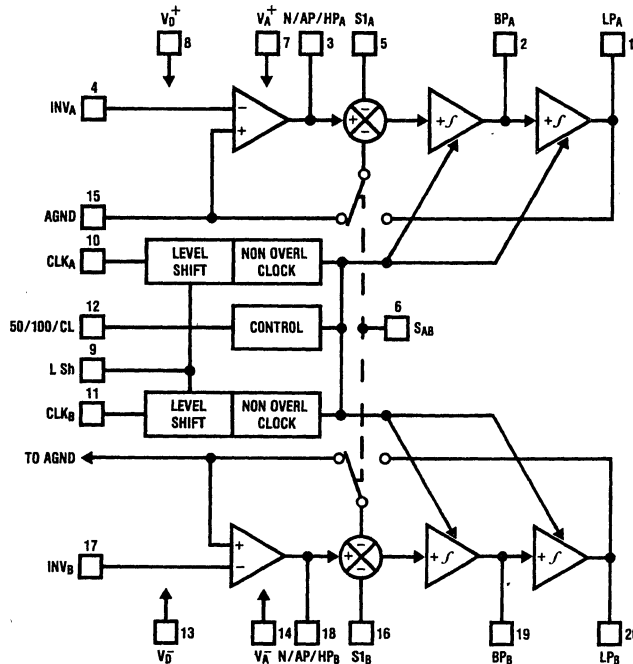 V_D^+ V_A^+ N/AP/HP_A S1_A BP_A LP_A
8 7 3 5 2 1
4
INV_A
− +
+ − −
+∫ +∫
15
AGND
10
CLK_A LEVEL SHIFT NON OVERL CLOCK
12
50/100/CL CONTROL
6
S_AB
9
L Sh
11
CLK_B LEVEL SHIFT NON OVERL CLOCK
TO AGND
17
INV_B
+ −
+ − −
+∫ +∫
13 14 18 16 19
V_D^- V_A^- N/AP/HP_B S1_B BP_B LP_B